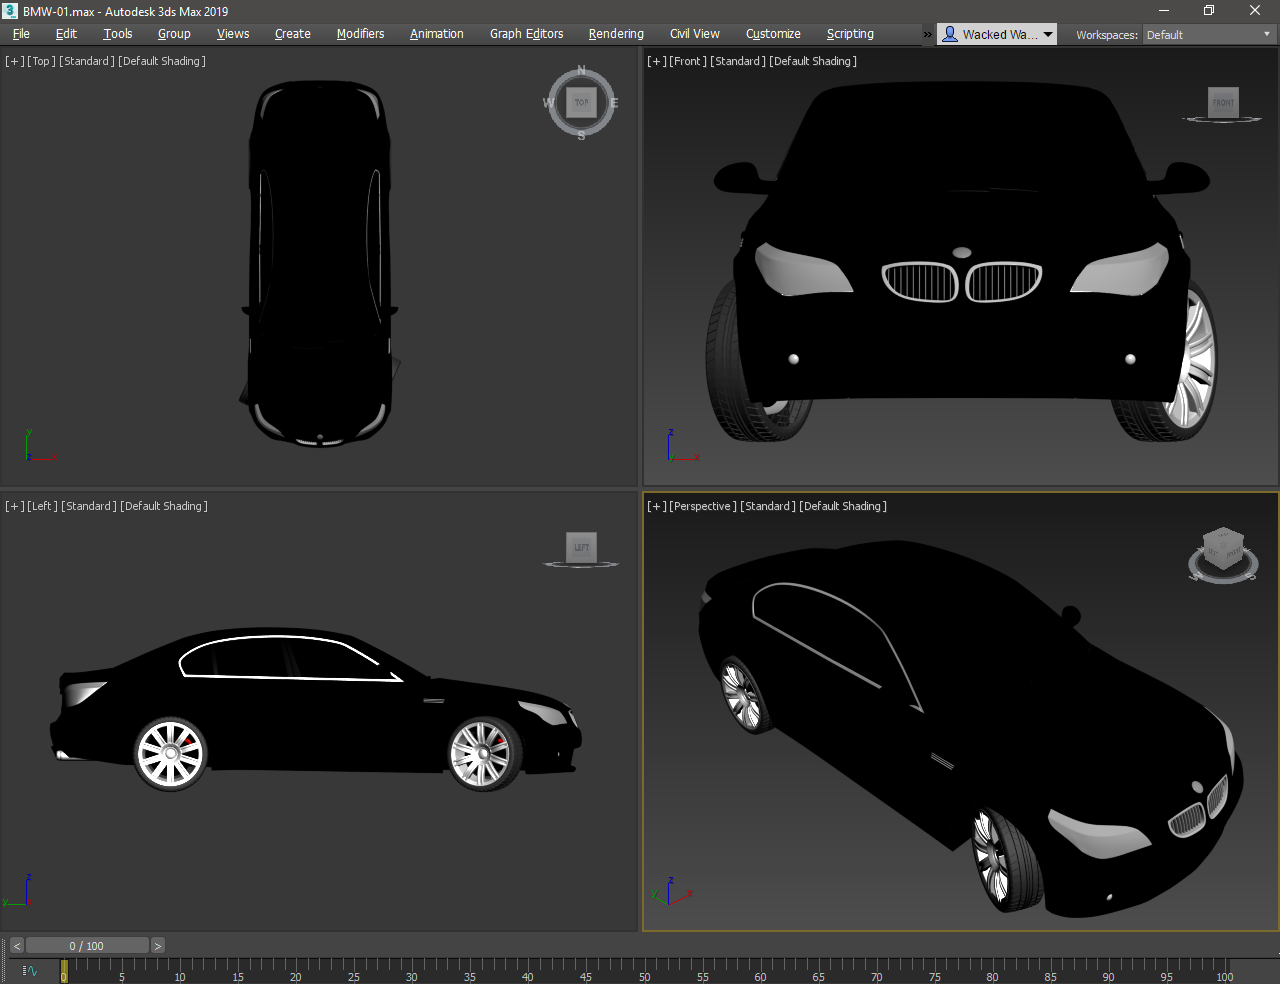 BMW-01.max - Autodesk 3ds Max 2019
File Edit Tools Group Views Create Modifiers Animation Graph Editors Rendering Civil View Customize Scripting » Wacked Wa... Workspaces: Default
[+] [Top] [Standard] [Default Shading]
N
W TOP E
S
y
z x
[+] [Front] [Standard] [Default Shading]
FRONT
z
y x
[+] [Left] [Standard] [Default Shading]
LEFT
z
y x
[+] [Perspective] [Standard] [Default Shading]
W S
z
y x
< 0 / 100 >
0 5 10 15 20 25 30 35 40 45 50 55 60 65 70 75 80 85 90 95 100